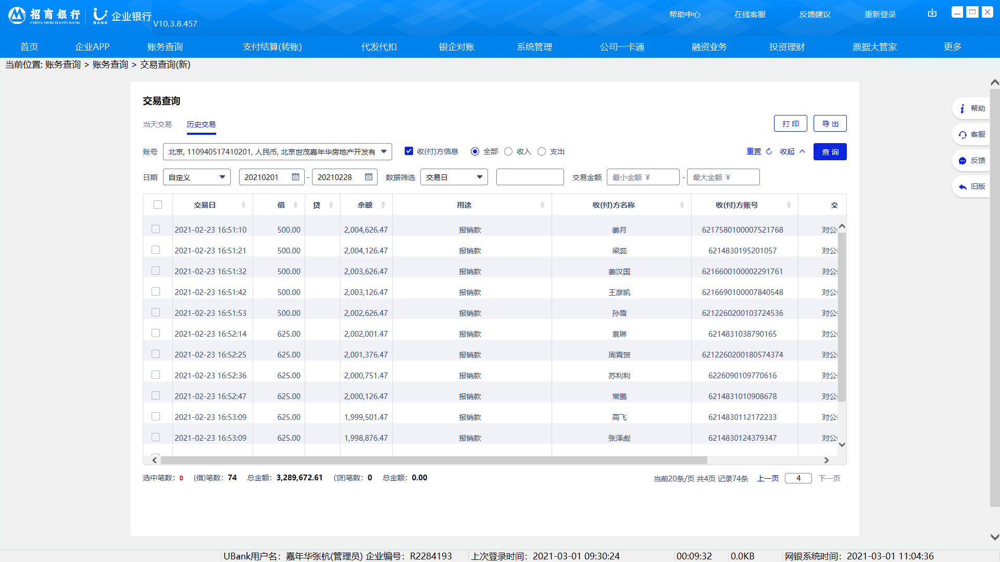 招商银行 CHINA MERCHANTS BANK U BANK 企业银行 V10.3.8.457
帮助中心 在线客服 反馈建议 重新登录
首页 企业APP 账务查询 支付结算(转账) 代发代扣 银企对账 系统管理 公司一卡通 融资业务 投资理财 票据大管家 更多
当前位置: 账务查询 > 账务查询 > 交易查询(新)
交易查询
当天交易 历史交易 打 印 导 出
账号 北京, 110940517410201, 人民币, 北京世茂嘉年华房地产开发有 收(付)方信息 全部 收入 支出 重置 收起 查 询
日期 自定义 20210201 - 20210228 数据筛选 交易日 交易金额 最小金额 ¥ - 最大金额 ¥
交易日 借 贷 余额 用途 收(付)方名称 收(付)方账号 交
2021-02-23 16:51:10 500.00 2,004,626.47 报销款 姜月 6217580100007521768 对公
2021-02-23 16:51:21 500.00 2,004,126.47 报销款 梁蕊 6214830195201057 对公
2021-02-23 16:51:32 500.00 2,003,626.47 报销款 姜汉国 6216600100002291761 对公
2021-02-23 16:51:42 500.00 2,003,126.47 报销款 王彦凯 6216690100007840548 对公
2021-02-23 16:51:53 500.00 2,002,626.47 报销款 孙雪 6212260200103724536 对公
2021-02-23 16:52:14 625.00 2,002,001.47 报销款 袁琳 6214831038790165 对公
2021-02-23 16:52:25 625.00 2,001,376.47 报销款 周霄贺 6212260200180574374 对公
2021-02-23 16:52:36 625.00 2,000,751.47 报销款 苏利利 6226090109770616 对公
2021-02-23 16:52:47 625.00 2,000,126.47 报销款 常鹏 6214831010908678 对公
2021-02-23 16:53:09 625.00 1,999,501.47 报销款 高飞 6214830112172233 对公
2021-02-23 16:53:09 625.00 1,998,876.47 报销款 张泽彪 6214830124379347 对公
选中笔数: 0 (借)笔数: 74 总金额: 3,289,672.61 (贷)笔数: 0 总金额: 0.00 当前20条/页 共4页 记录74条 上一页 4 下一页
帮助
客服
反馈
旧版
UBank用户名: 嘉年华张杭(管理员) 企业编号: R2284193 上次登录时间: 2021-03-01 09:30:24 00:09:32 0.0KB 网银系统时间: 2021-03-01 11:04:36